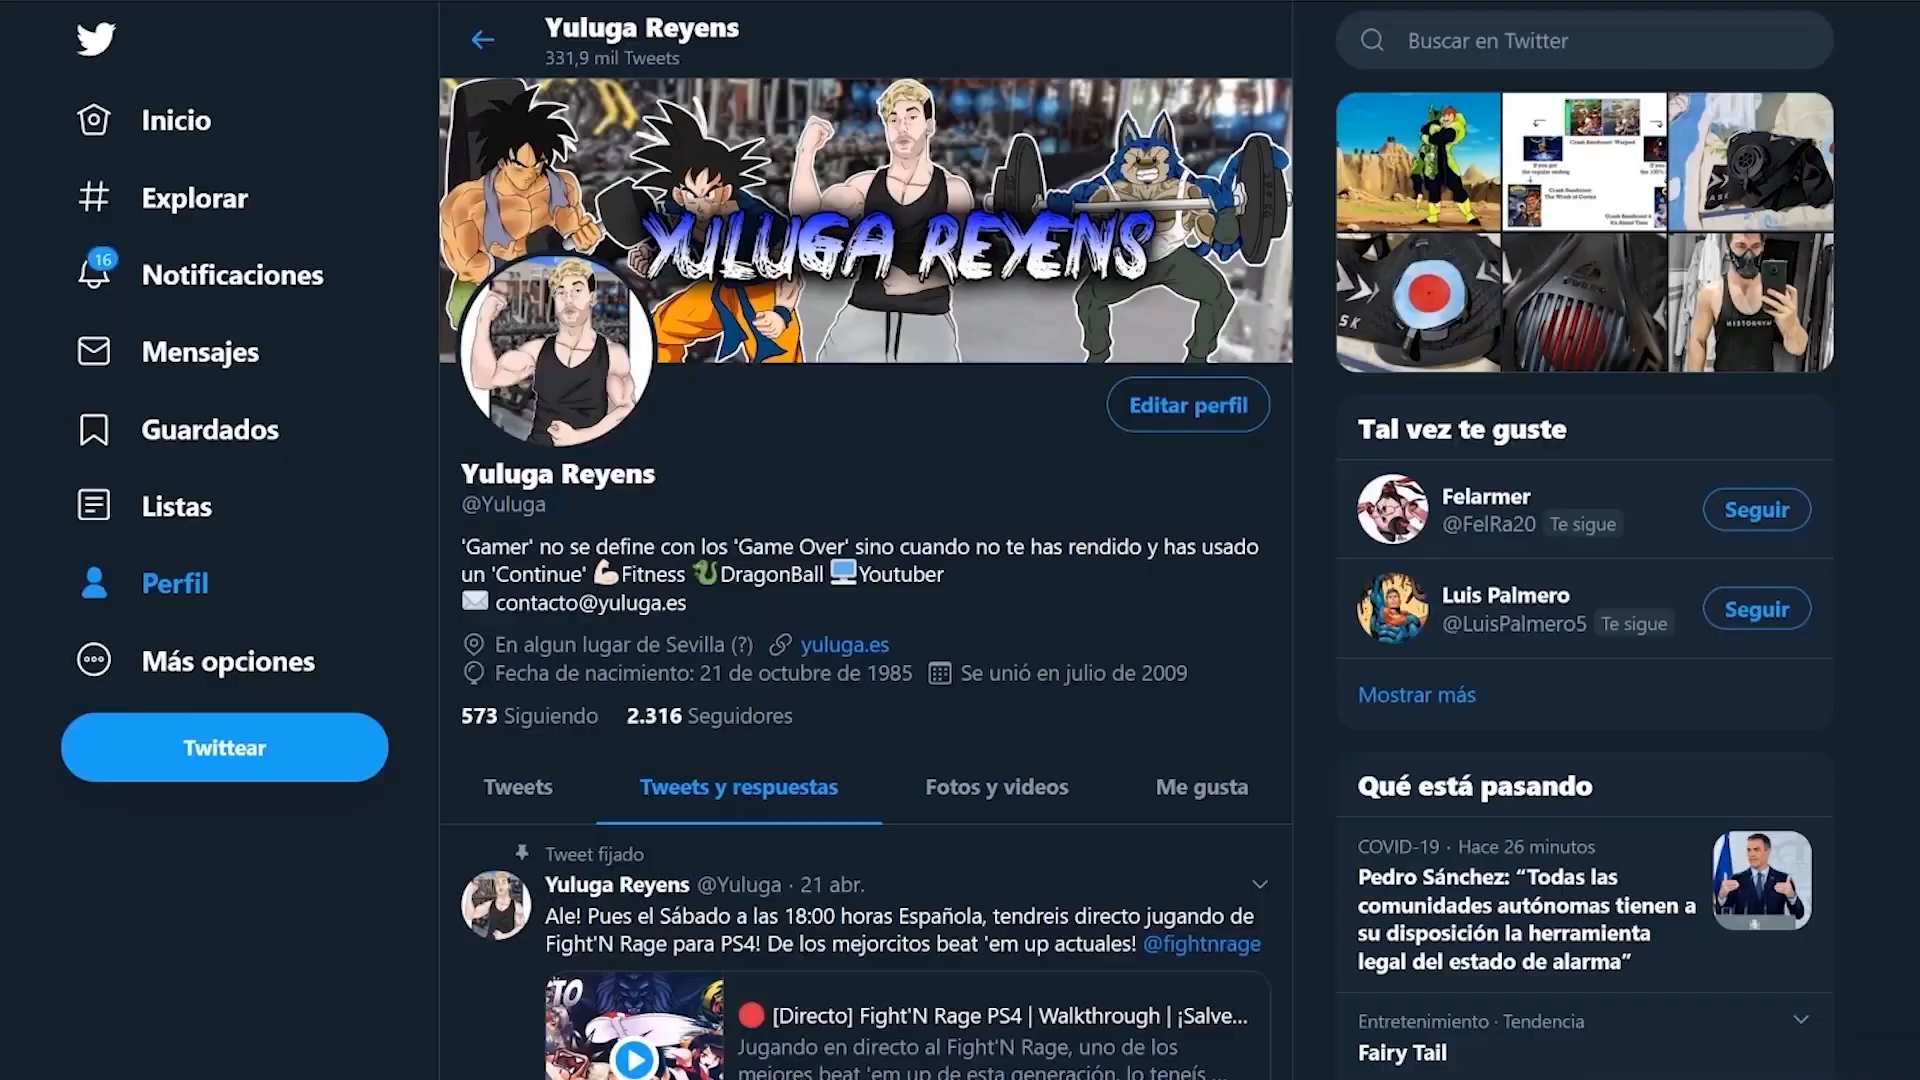 Yuluga Reyens
331,9 mil Tweets
Buscar en Twitter
Inicio
Explorar
16
Notificaciones
Mensajes
Guardados
Listas
Perfil
Más opciones
Twittear
YULUGA REYENS
Editar perfil
Yuluga Reyens
@Yuluga
'Gamer' no se define con los 'Game Over' sino cuando no te has rendido y has usado
un 'Continue' 💪Fitness 🐉DragonBall 🖥️Youtuber
✉️ contacto@yuluga.es
En algun lugar de Sevilla (?) yuluga.es
Fecha de nacimiento: 21 de octubre de 1985 Se unió en julio de 2009
573 Siguiendo 2.316 Seguidores
Tweets Tweets y respuestas Fotos y videos Me gusta
Tweet fijado
Yuluga Reyens @Yuluga · 21 abr.
Ale! Pues el Sábado a las 18:00 horas Española, tendreis directo jugando de
Fight'N Rage para PS4! De los mejorcitos beat 'em up actuales! @fightnrage
TO
🔴 [Directo] Fight'N Rage PS4 | Walkthrough | ¡Salve...
Jugando en directo al Fight'N Rage, uno de los
mejores beat 'em up de esta generación, lo teneís ...
Tal vez te guste
Felarmer
@FelRa20 Te sigue
Seguir
Luis Palmero
@LuisPalmero5 Te sigue
Seguir
Mostrar más
Qué está pasando
COVID-19 · Hace 26 minutos
Pedro Sánchez: “Todas las
comunidades autónomas tienen a
su disposición la herramienta
legal del estado de alarma”
Entretenimiento · Tendencia
Fairy Tail